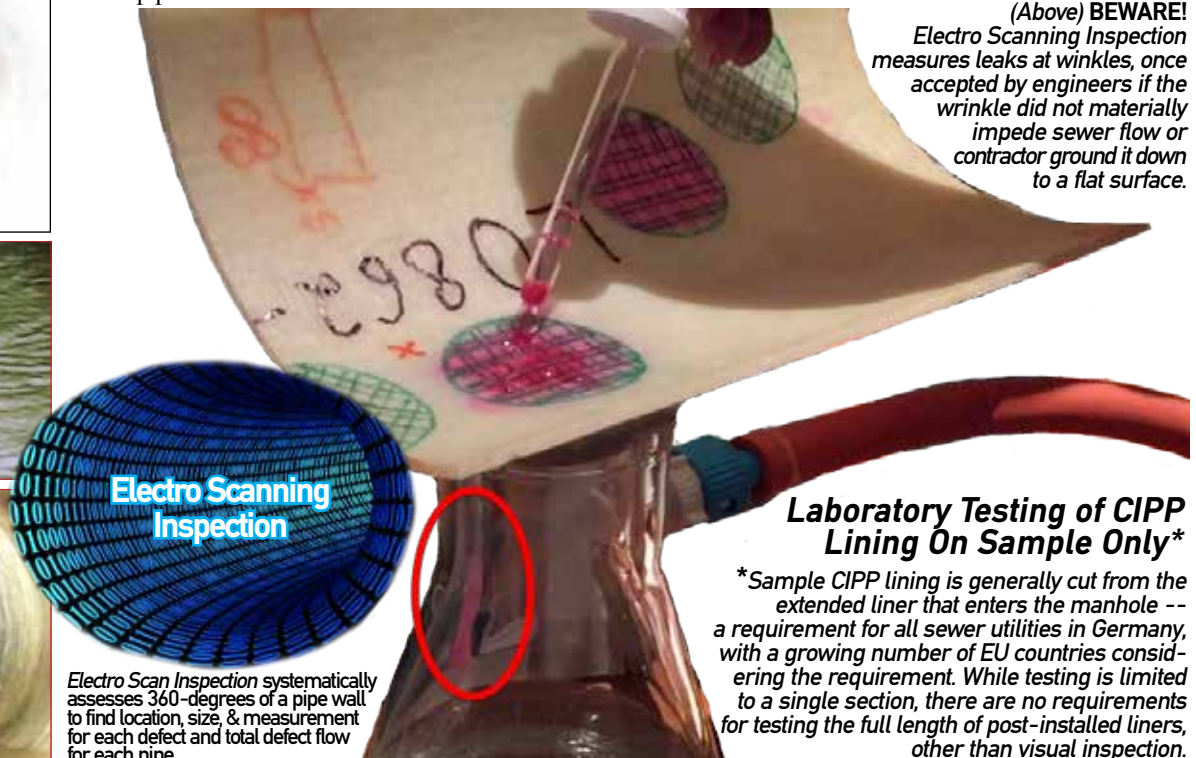 (Above) BEWARE!
Electro Scanning Inspection
measures leaks at winkles, once
accepted by engineers if the
wrinkle did not materially
impede sewer flow or
contractor ground it down
to a flat surface.
Electro Scanning
Inspection
Electro Scan Inspection systematically
assesses 360-degrees of a pipe wall
to find location, size, & measurement
for each defect and total defect flow
for each pipe
Laboratory Testing of CIPP
Lining On Sample Only*
*Sample CIPP lining is generally cut from the
extended liner that enters the manhole --
a requirement for all sewer utilities in Germany,
with a growing number of EU countries consid-
ering the requirement. While testing is limited
to a single section, there are no requirements
for testing the full length of post-installed liners,
other than visual inspection.